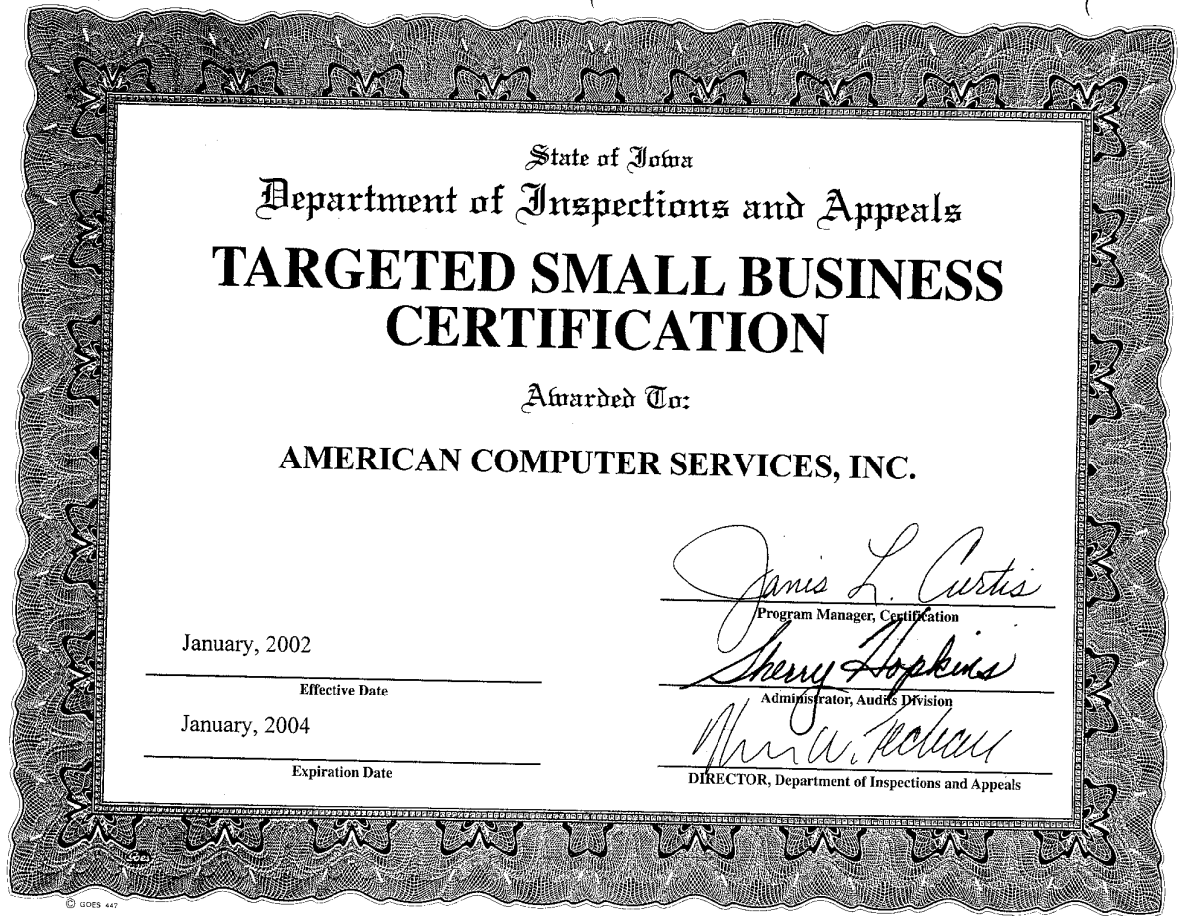 State of Iowa
Department of Inspections and Appeals
TARGETED SMALL BUSINESS
CERTIFICATION
Awarded To:
AMERICAN COMPUTER SERVICES, INC.
Janis L. Curtis
Program Manager, Certification
January, 2002
Effective Date
Sherry Hopkins
Administrator, Audits Division
January, 2004
Expiration Date
W.
DIRECTOR, Department of Inspections and Appeals
Goes
© GOES 447